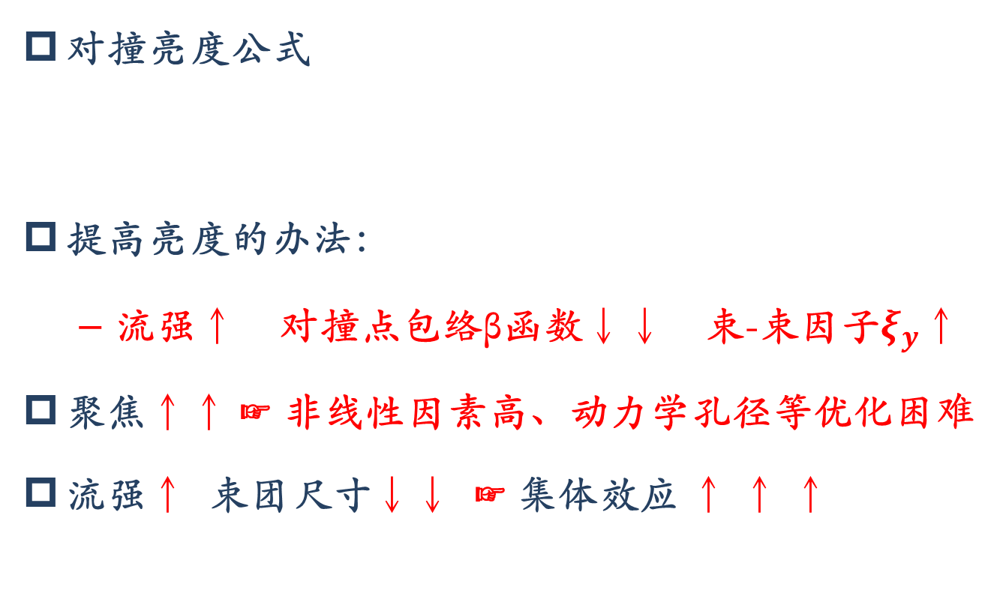 对撞亮度公式
提高亮度的办法:
– 流强↑ 对撞点包络β函数↓↓ 束-束因子ξy↑
聚焦↑↑☞非线性因素高、动力学孔径等优化困难
流强↑ 束团尺寸↓↓☞集体效应↑↑↑